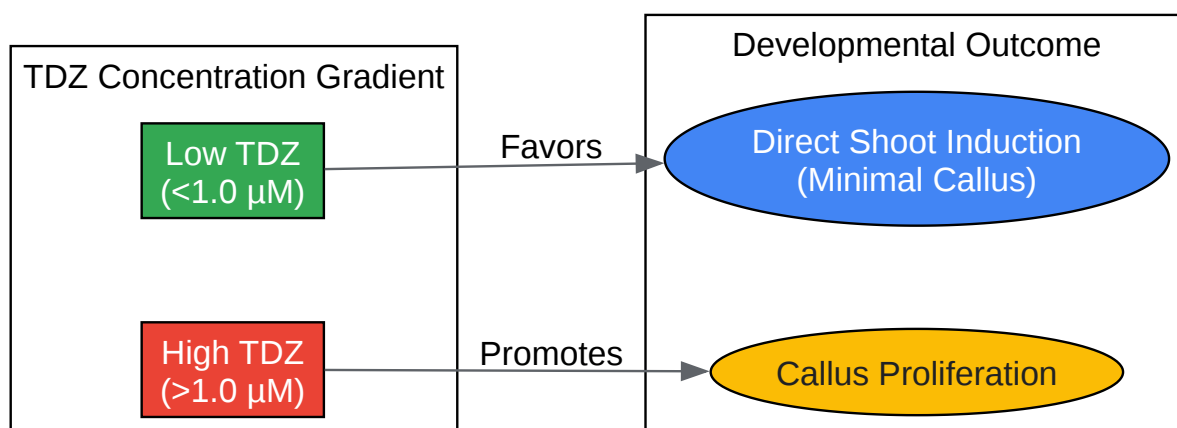 TDZ Concentration Gradient
Low TDZ
(<1.0 µM)
High TDZ
(>1.0 µM)
Favors
Promotes
Developmental Outcome
Direct Shoot Induction
(Minimal Callus)
Callus Proliferation